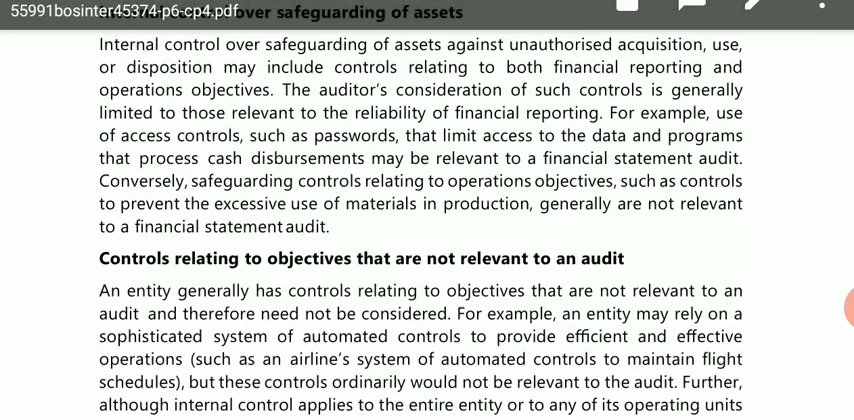 55991bosinter45374-p6-cp4.pdf
over safeguarding of assets
Internal control over safeguarding of assets against unauthorised acquisition, use,
or disposition may include controls relating to both financial reporting and
operations objectives. The auditor's consideration of such controls is generally
limited to those relevant to the reliability of financial reporting. For example, use
of access controls, such as passwords, that limit access to the data and programs
that process cash disbursements may be relevant to a financial statement audit.
Conversely, safeguarding controls relating to operations objectives, such as controls
to prevent the excessive use of materials in production, generally are not relevant
to a financial statement audit.
Controls relating to objectives that are not relevant to an audit
An entity generally has controls relating to objectives that are not relevant to an
audit and therefore need not be considered. For example, an entity may rely on a
sophisticated system of automated controls to provide efficient and effective
operations (such as an airline's system of automated controls to maintain flight
schedules), but these controls ordinarily would not be relevant to the audit. Further,
although internal control applies to the entire entity or to any of its operating units